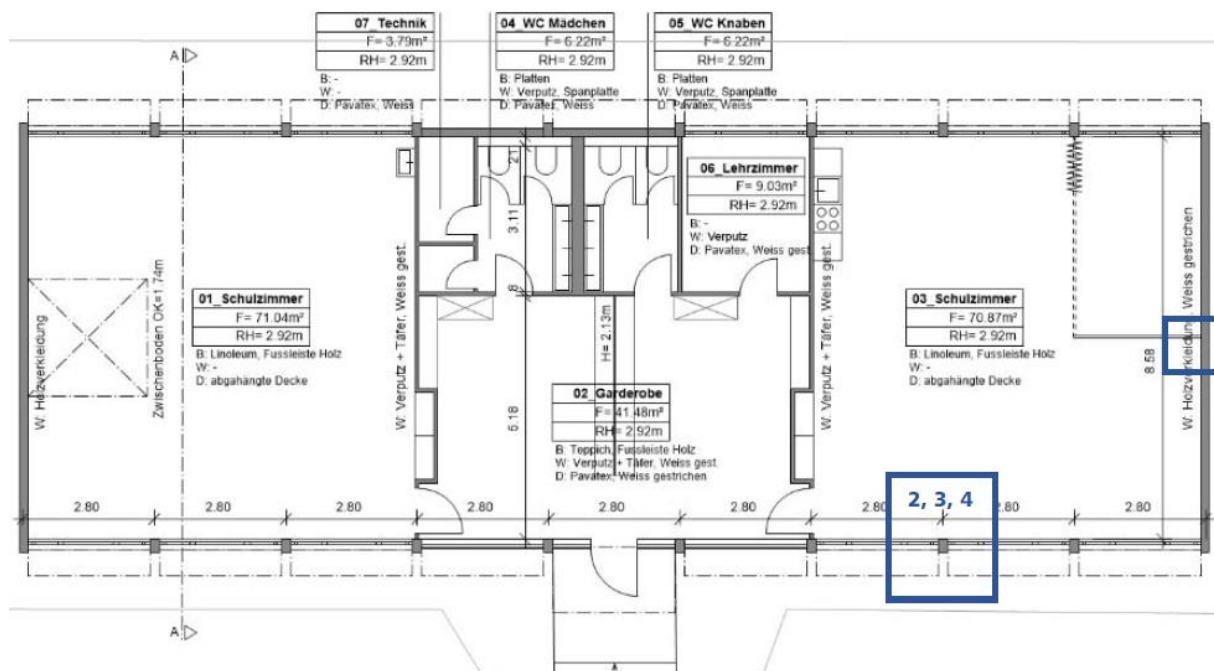 07_Technik
F= 3.79m²
RH= 2.92m
B: -
W: -
D: Pavatex, Weiss
04_WC Mädchen
F= 6.22m²
RH= 2.92m
B: Platten
W: Verputz, Spanplatte
D: Pavatex, Weiss
05_WC Knaben
F= 6.22m²
RH= 2.92m
B: Platten
W: Verputz, Spanplatte
D: Pavatex, Weiss
A
21
3.11
8
06_Lehrzimmer
F= 9.03m²
RH= 2.92m
B: -
W: Verputz
D: Pavatex, Weiss gest.
W: Holzverkleidung
Zwischenboden OK=1.74m
01_Schulzimmer
F= 71.04m²
RH= 2.92m
B: Linoleum, Fussleiste Holz
W: -
D: abgahängte Decke
W: Verputz + Täfer, Weiss gest.
5.18
H= 2.13m
02_Garderobe
F= 41.48m²
RH= 2.92m
B: Teppich, Fussleiste Holz
W: Verputz + Täfer, Weiss gest.
D: Pavatex, Weiss gestrichen
W: Verputz + Täfer, Weiss gest.
03_Schulzimmer
F= 70.87m²
RH= 2.92m
B: Linoleum, Fussleiste Holz
W: -
D: abgahängte Decke
8.58
W: Holzverkleidung, Weiss gestrichen
2.80 2.80 2.80 2.80 2.80 2.80 2.80 2.80 2.80
2, 3, 4
A